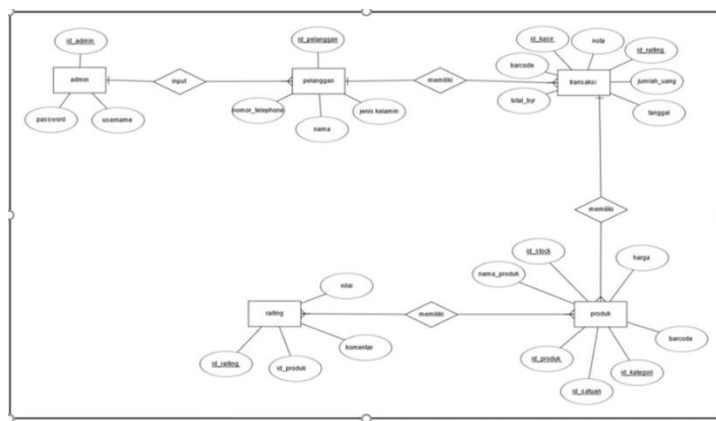 id_admin
admin
password
username
input
id_pelanggan
pelanggan
nomor_telephone
nama
jenis kelamin
memiliki
id_kasir
nota
id_raiting
barcode
transaksi
jumlah_uang
total_byr
tanggal
memiliki
id_stock
harga
nama_produk
produk
barcode
id_produk
id_kategori
id_satuan
memiliki
nilai
raiting
komentar
id_raiting
id_produk